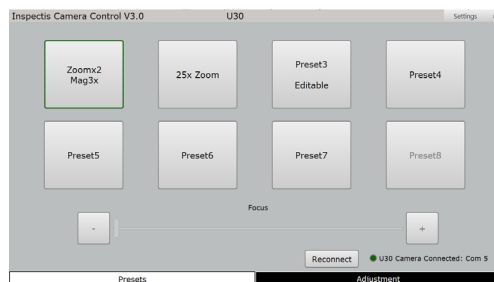 Inspectis Camera Control V3.0 U30 Settings
Zoomx2
Mag3x
25x Zoom
Preset3
Editable
Preset4
Preset5
Preset6
Preset7
Preset8
Focus
- +
Reconnect U30 Camera Connected: Com 5
Presets Adjustment